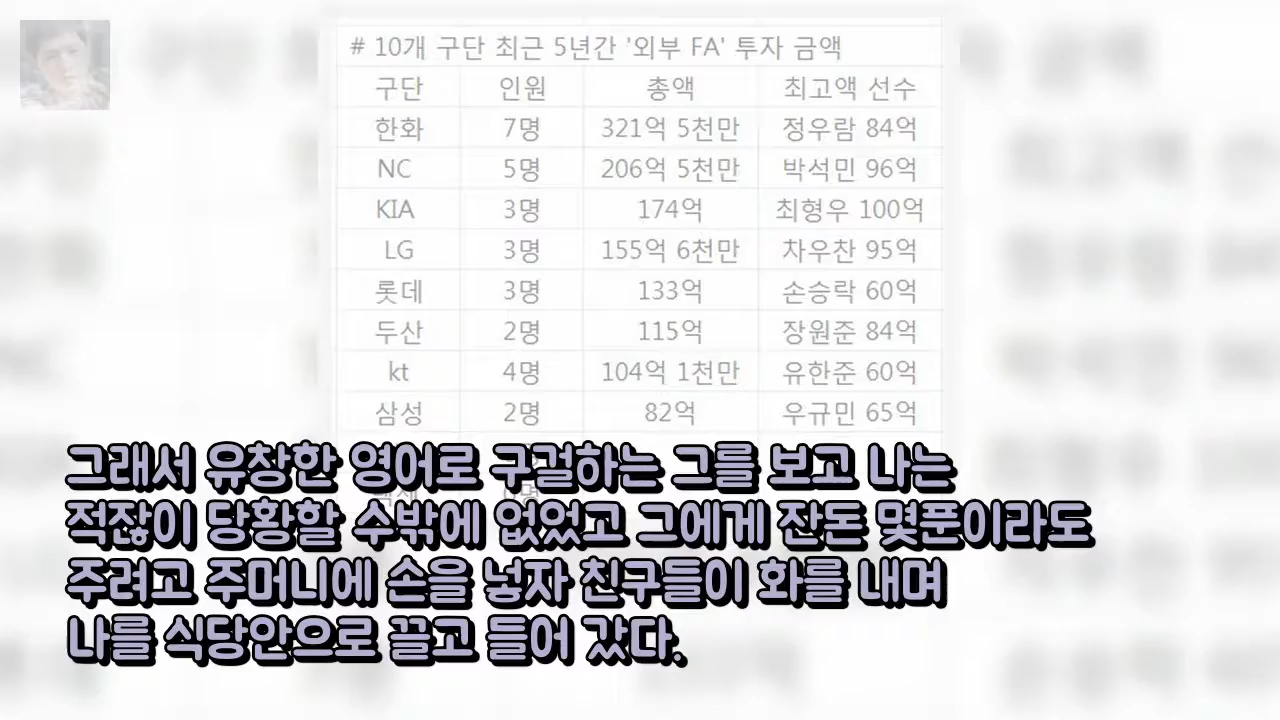 # 10개 구단 최근 5년간 '외부 FA' 투자 금액
구단 인원 총액 최고액 선수
한화 7명 321억 5천만 정우람 84억
NC 5명 206억 5천만 박석민 96억
KIA 3명 174억 최형우 100억
LG 3명 155억 6천만 차우찬 95억
롯데 3명 133억 손승락 60억
두산 2명 115억 장원준 84억
kt 4명 104억 1천만 유한준 60억
삼성 2명 82억 우규민 65억
그래서 유창한 영어로 구걸하는 그를 보고 나는
적잖이 당황할 수밖에 없었고 그에게 잔돈 몇푼이라도
주려고 주머니에 손을 넣자 친구들이 화를 내며
나를 식당안으로 끌고 들어 갔다.